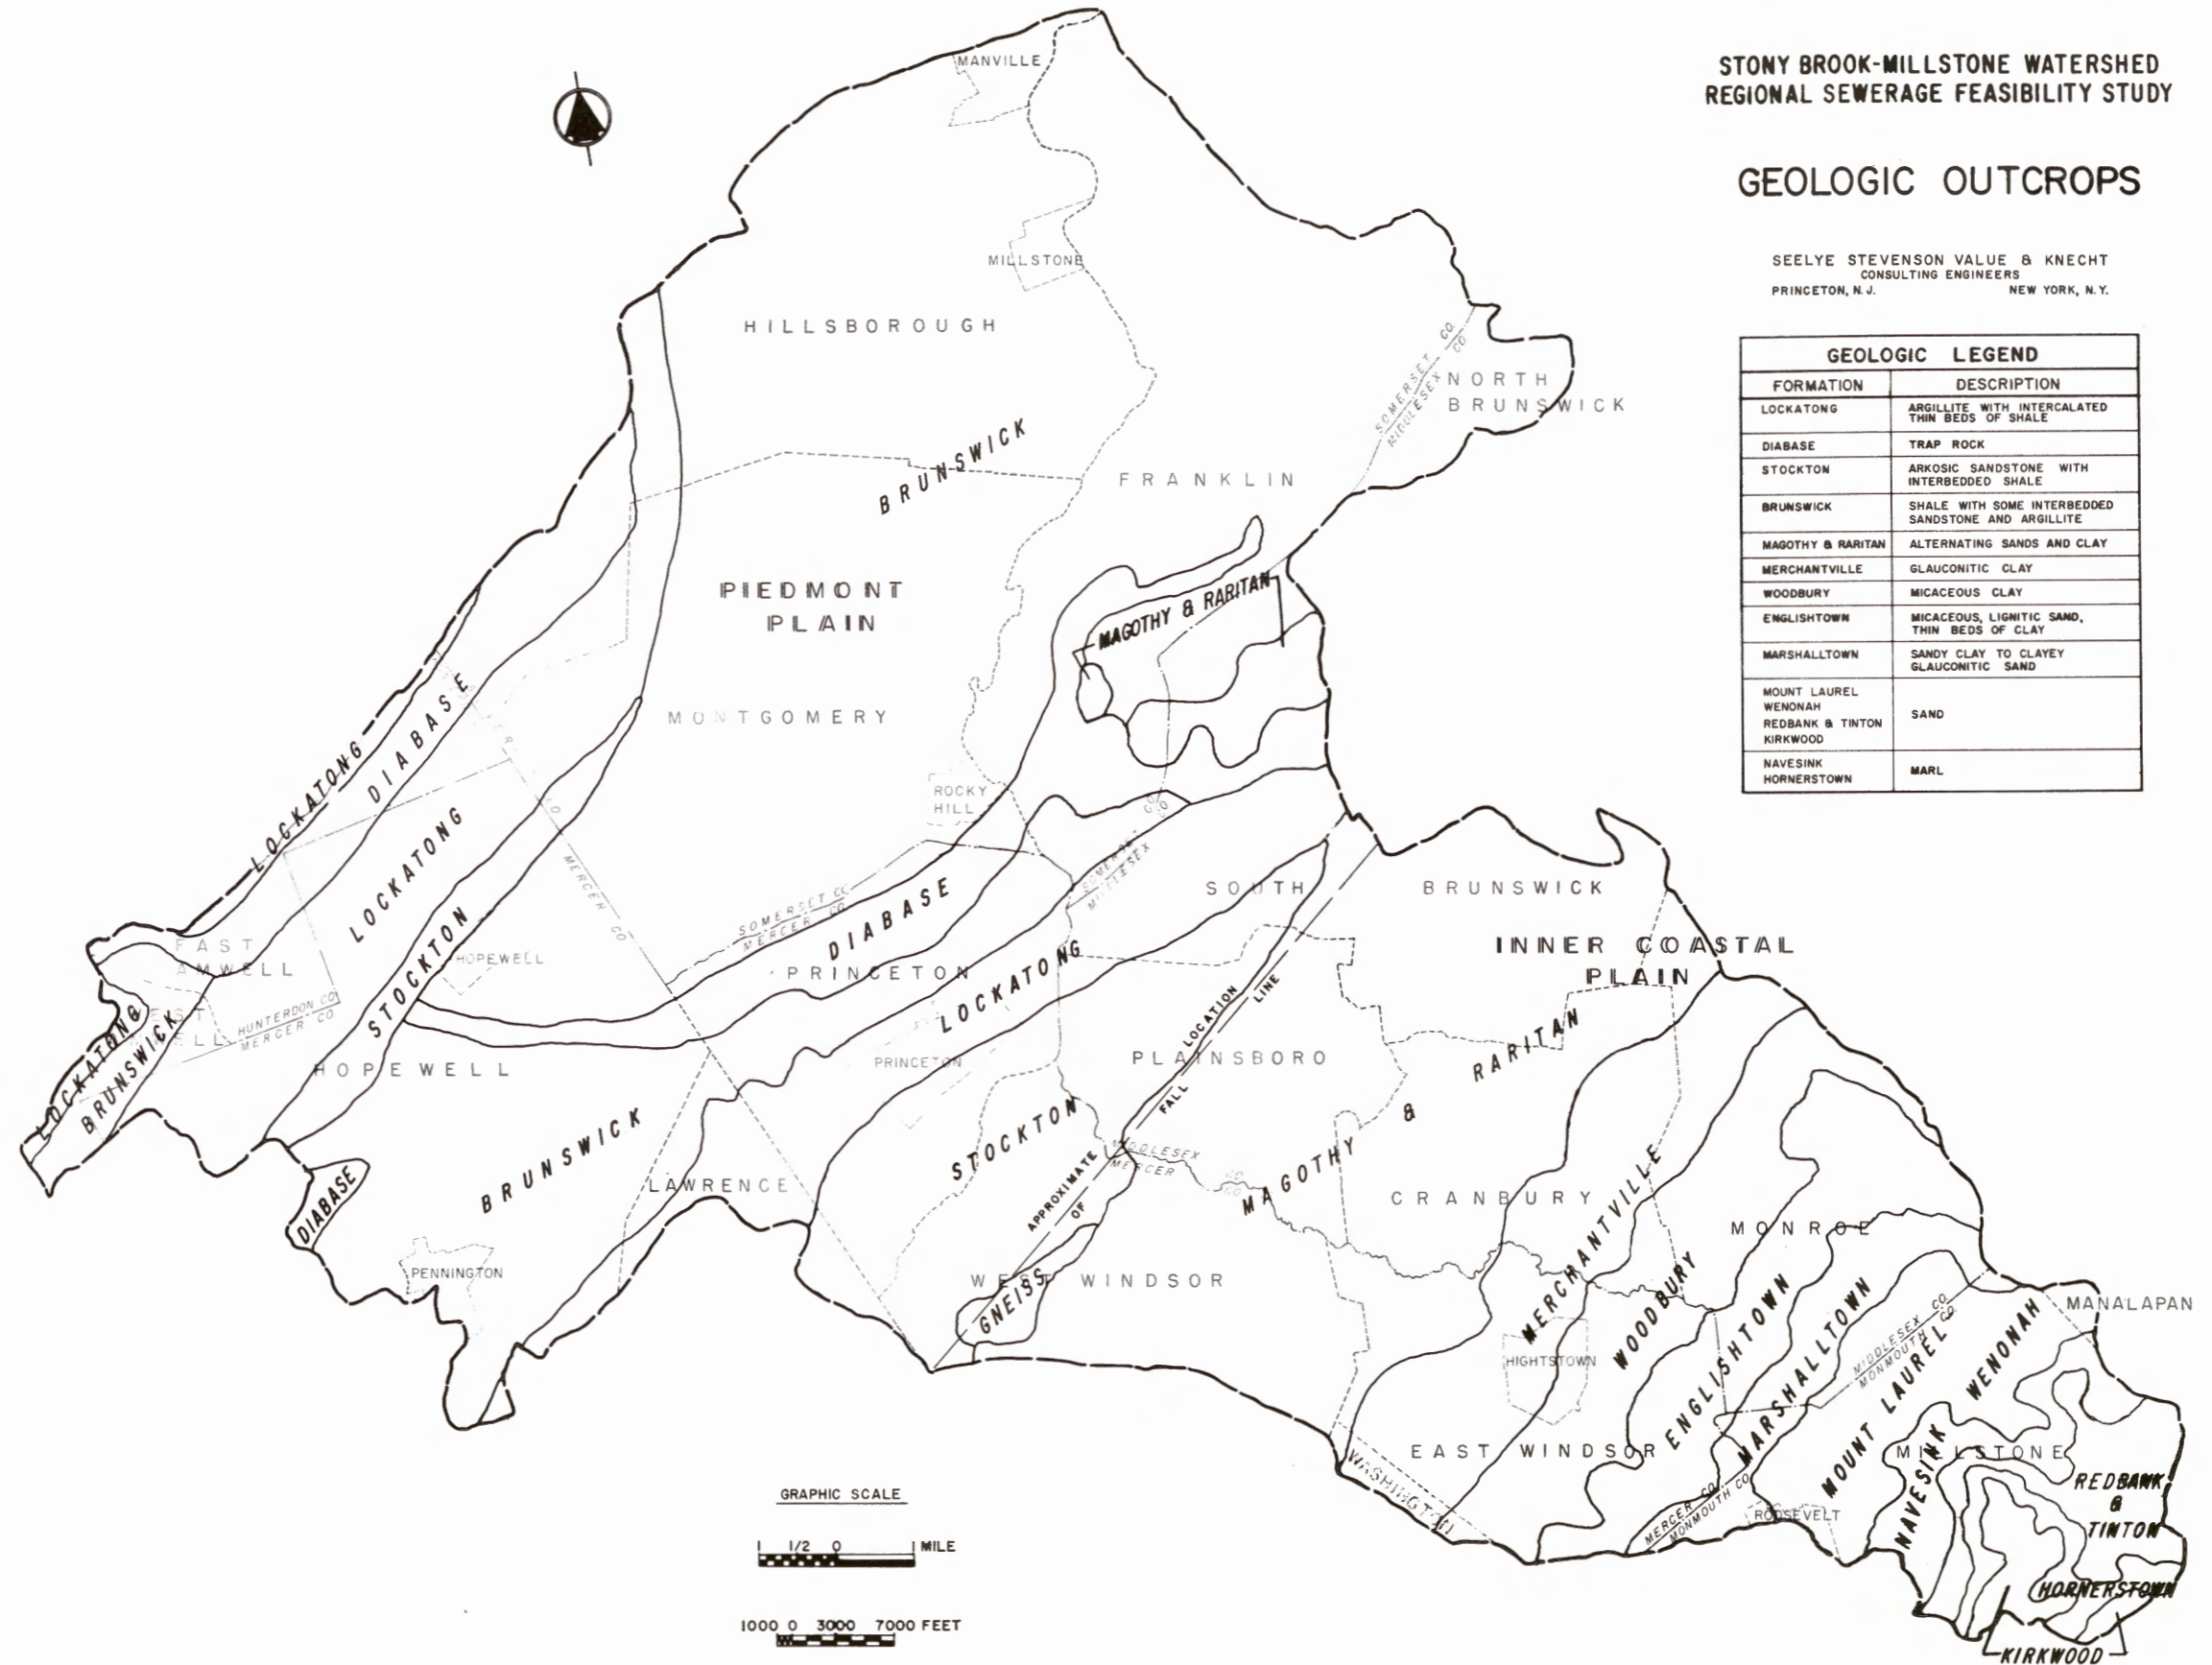 STONY BROOK-MILLSTONE WATERSHED
REGIONAL SEWERAGE FEASIBILITY STUDY
GEOLOGIC OUTCROPS
SEELYE STEVENSON VALUE & KNECHT
CONSULTING ENGINEERS
PRINCETON, N.J. NEW YORK, N.Y.
GEOLOGIC LEGEND
FORMATION DESCRIPTION
LOCKATONG ARGILLITE WITH INTERCALATED
THIN BEDS OF SHALE
DIABASE TRAP ROCK
STOCKTON ARKOSIC SANDSTONE WITH
INTERBEDDED SHALE
BRUNSWICK SHALE WITH SOME INTERBEDDED
SANDSTONE AND ARGILLITE
MAGOTHY & RARITAN ALTERNATING SANDS AND CLAY
MERCHANTVILLE GLAUCONITIC CLAY
WOODBURY MICACEOUS CLAY
ENGLISHTOWN MICACEOUS, LIGNITIC SAND,
THIN BEDS OF CLAY
MARSHALLTOWN SANDY CLAY TO CLAYEY
GLAUCONITIC SAND
MOUNT LAUREL
WENONAH
REDBANK & TINTON
KIRKWOOD
SAND
NAVESINK
HORNERSTOWN
MARL
MANVILLE
MILLSTONE
HILLSBOROUGH
SOMERSET CO.
MIDDLESEX CO
NORTH
BRUNSWICK
BRUNSWICK
FRANKLIN
PIEDMONT
PLAIN
MAGOTHY & RARITAN
MONTGOMERY
DIABASE
LOCKATONG
ROCKY
HILL
LOCKATONG
MERCER CO
SOMERSET CO.
MERCER CO.
DIABASE
SOMERSET CO
MIDDLESEX CO
SOUTH BRUNSWICK
STOCKTON
HOPEWELL
EAST
AMWELL
PRINCETON
LOCKATONG
INNER COASTAL
PLAIN
HUNTERDON CO.
MERCER CO.
LOCKATONG
BRUNSWICK
HOPEWELL
PRINCETON
PLAINSBORO
APPROXIMATE LOCATION
OF FALL LINE
MAGOTHY & RARITAN
BRUNSWICK
STOCKTON
MIDDLESEX CO.
MERCER CO.
DIABASE
LAWRENCE
CRANBURY
MERCHANTVILLE
MONROE
PENNINGTON
WEST WINDSOR
GNEISS
WOODBURY
ENGLISHTOWN
MARSHALLTOWN
MIDDLESEX CO.
MONMOUTH CO.
MOUNT LAUREL
WENONAH
MANALAPAN
HIGHTSTOWN
EAST WINDSOR
WASHINGTON
MERCER CO.
MONMOUTH CO.
ROOSEVELT
NAVESINK
MILLSTONE
REDBANK
&
TINTON
HORNERSTOWN
KIRKWOOD
GRAPHIC SCALE
1 1/2 0 1 MILE
1000 0 3000 7000 FEET